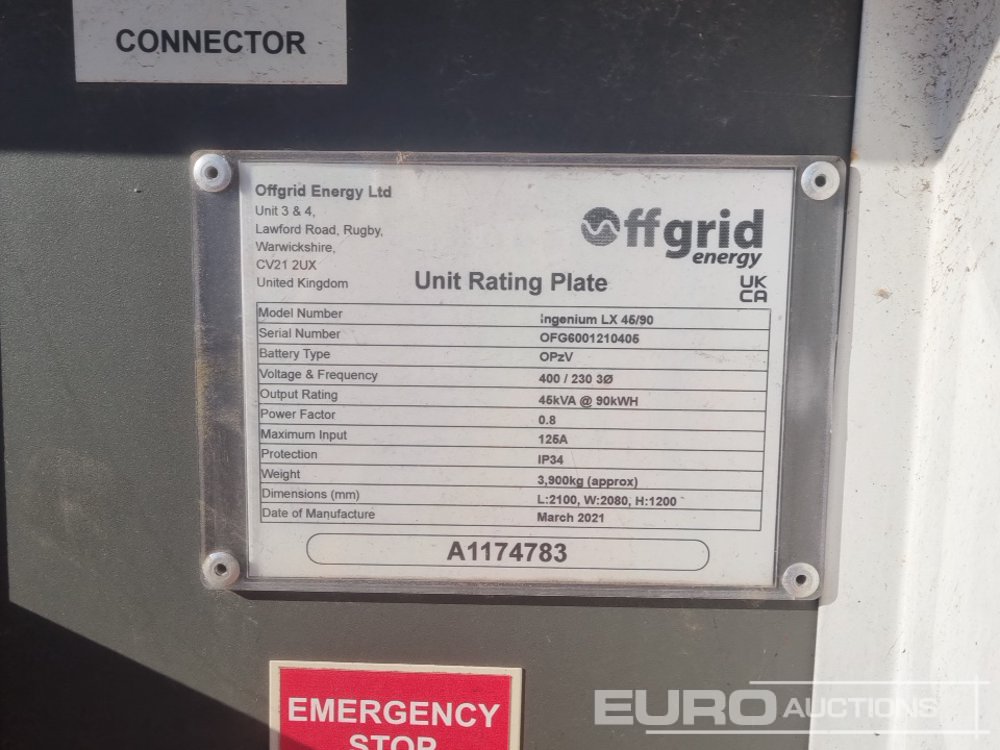 CONNECTOR
Offgrid Energy Ltd
Unit 3 & 4,
Lawford Road, Rugby,
Warwickshire,
CV21 2UX
United Kingdom
Offgrid
energy
Unit Rating Plate
UK
CA
Model Number Ingenium LX 45/90
Serial Number OFG6001210405
Battery Type OPzV
Voltage & Frequency 400 / 230 3Ø
Output Rating 45kVA @ 90kWH
Power Factor 0.8
Maximum Input 125A
Protection IP34
Weight 3,900kg (approx)
Dimensions (mm) L:2100, W:2080, H:1200
Date of Manufacture March 2021
A1174783
EMERGENCY
STOP
EURO AUCTIONS